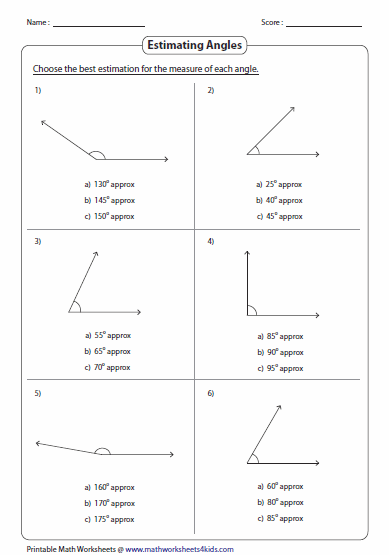 Name : Score :
Estimating Angles
Choose the best estimation for the measure of each angle.
1)
a) 130° approx
b) 145° approx
c) 150° approx
2)
a) 25° approx
b) 40° approx
c) 45° approx
3)
a) 55° approx
b) 65° approx
c) 70° approx
4)
a) 85° approx
b) 90° approx
c) 95° approx
5)
a) 160° approx
b) 170° approx
c) 175° approx
6)
a) 60° approx
b) 80° approx
c) 85° approx
Printable Math Worksheets @ www.mathworksheets4kids.com